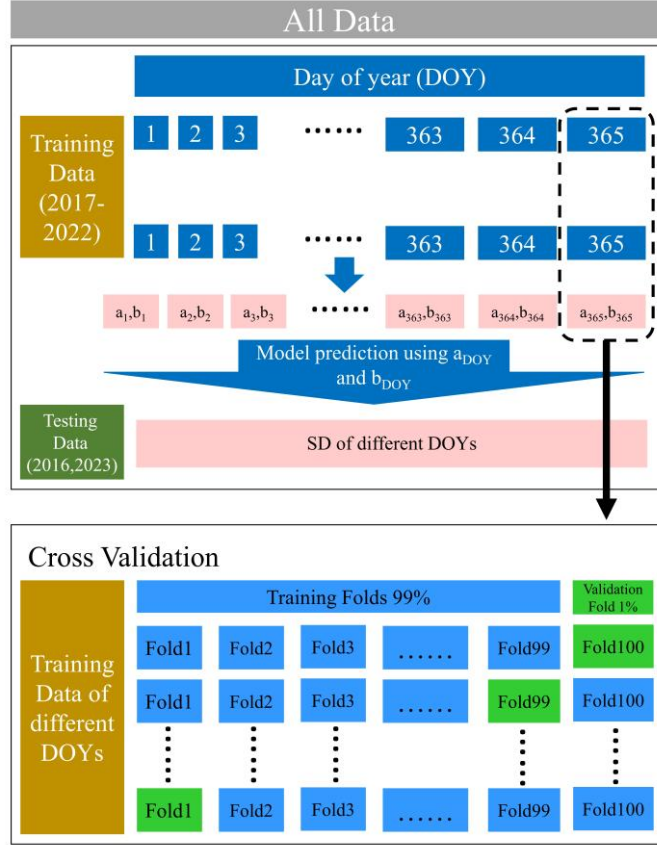 All Data
Day of year (DOY)
Training
Data
(2017-
2022)
1 2 3 ...... 363 364 365
1 2 3 ...... 363 364 365
a1,b1 a2,b2 a3,b3 ...... a363,b363 a364,b364 a365,b365
Model prediction using aDOY
and bDOY
Testing
Data
(2016,2023)
SD of different DOYs
Cross Validation
Training Folds 99%
Validation
Fold 1%
Training
Data of
different
DOYs
Fold1 Fold2 Fold3 ...... Fold99 Fold100
Fold1 Fold2 Fold3 ...... Fold99 Fold100
Fold1 Fold2 Fold3 ...... Fold99 Fold100